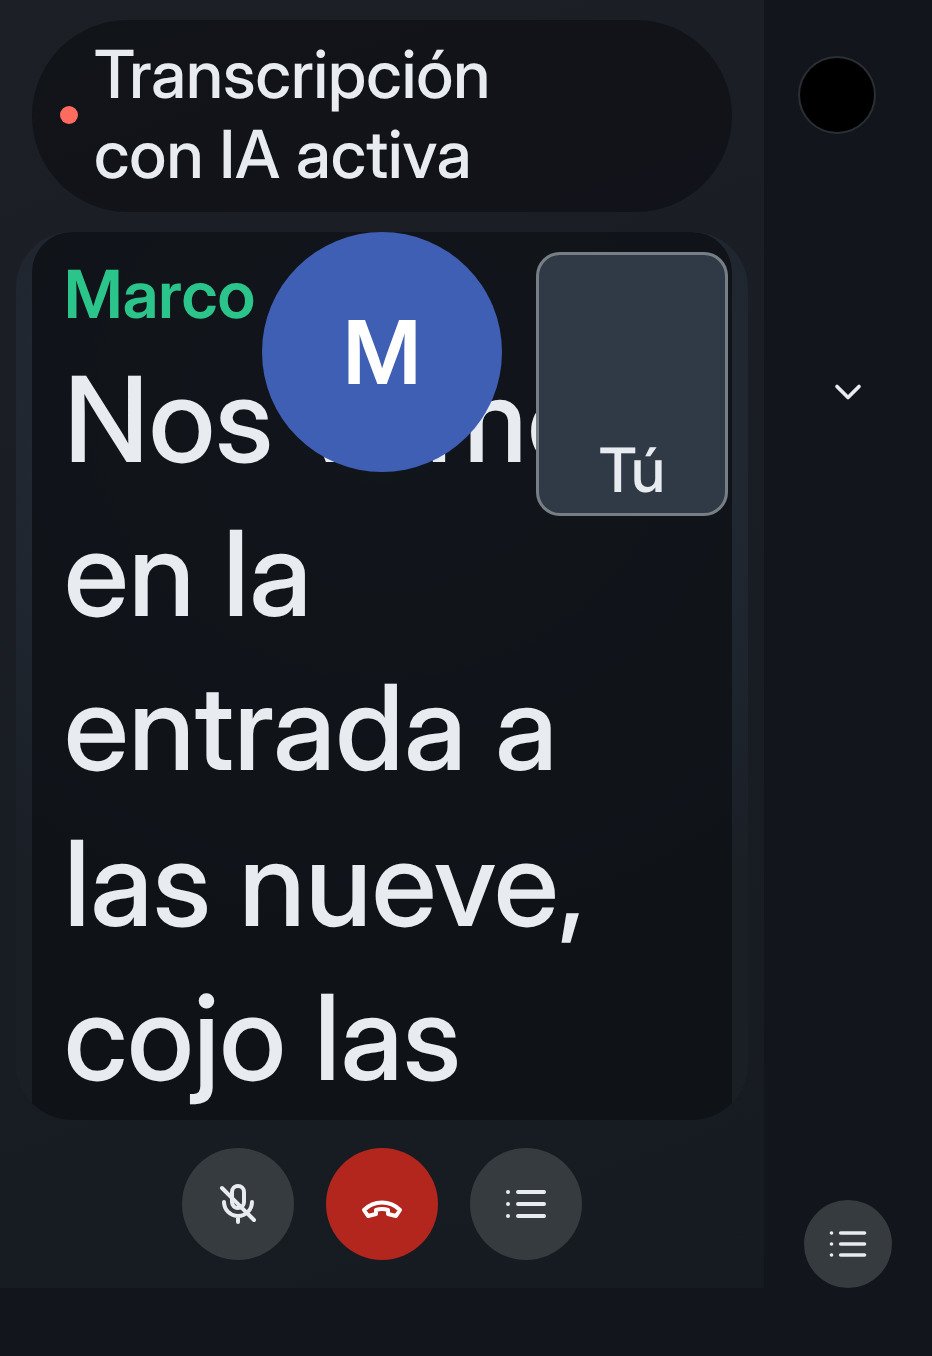 Transcripción
con IA activa
Marco
M
Nos
Tú
en la
entrada a
las nueve,
cojo las